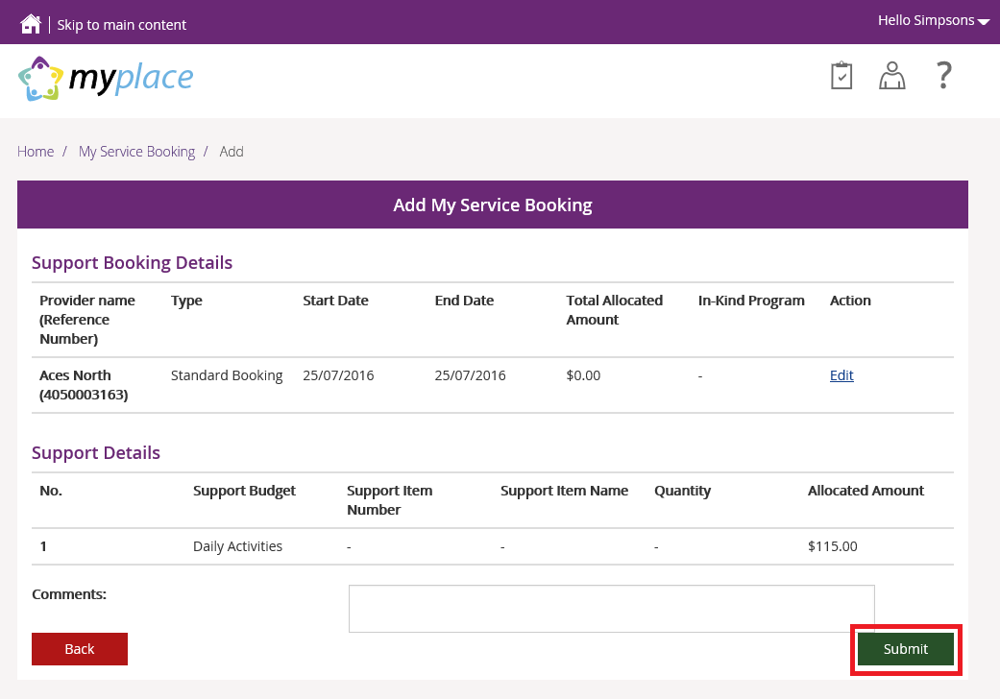 Skip to main content
Hello Simpsons
myplace
?
Home / My Service Booking / Add
Add My Service Booking
Support Booking Details
Provider name (Reference Number) Type Start Date End Date Total Allocated Amount In-Kind Program Action
Aces North (4050003163) Standard Booking 25/07/2016 25/07/2016 $0.00 - Edit
Support Details
No. Support Budget Support Item Number Support Item Name Quantity Allocated Amount
1 Daily Activities - - - $115.00
Comments:
Back
Submit